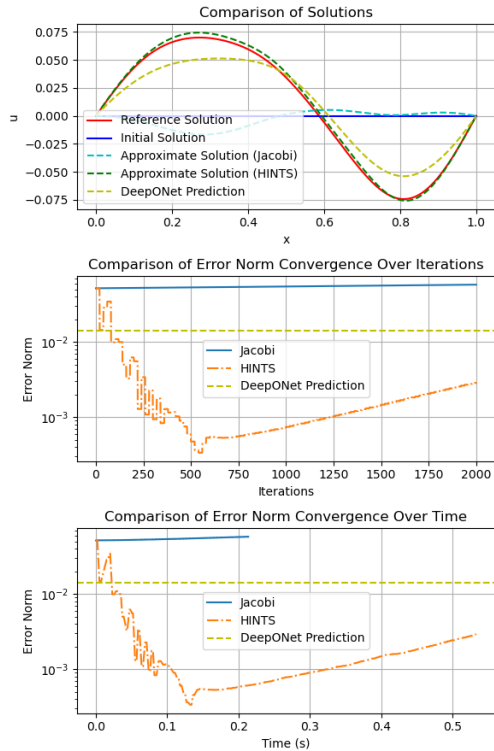 Comparison of Solutions
0.075
0.050
0.025
0.000
−0.025
−0.050
−0.075
u
Reference Solution
Initial Solution
Approximate Solution (Jacobi)
Approximate Solution (HINTS)
DeepONet Prediction
0.0 0.2 0.4 0.6 0.8 1.0
x
Comparison of Error Norm Convergence Over Iterations
10⁻²
10⁻³
Error Norm
Jacobi
HINTS
DeepONet Prediction
0 250 500 750 1000 1250 1500 1750 2000
Iterations
Comparison of Error Norm Convergence Over Time
10⁻²
10⁻³
Error Norm
Jacobi
HINTS
DeepONet Prediction
0.0 0.1 0.2 0.3 0.4 0.5
Time (s)